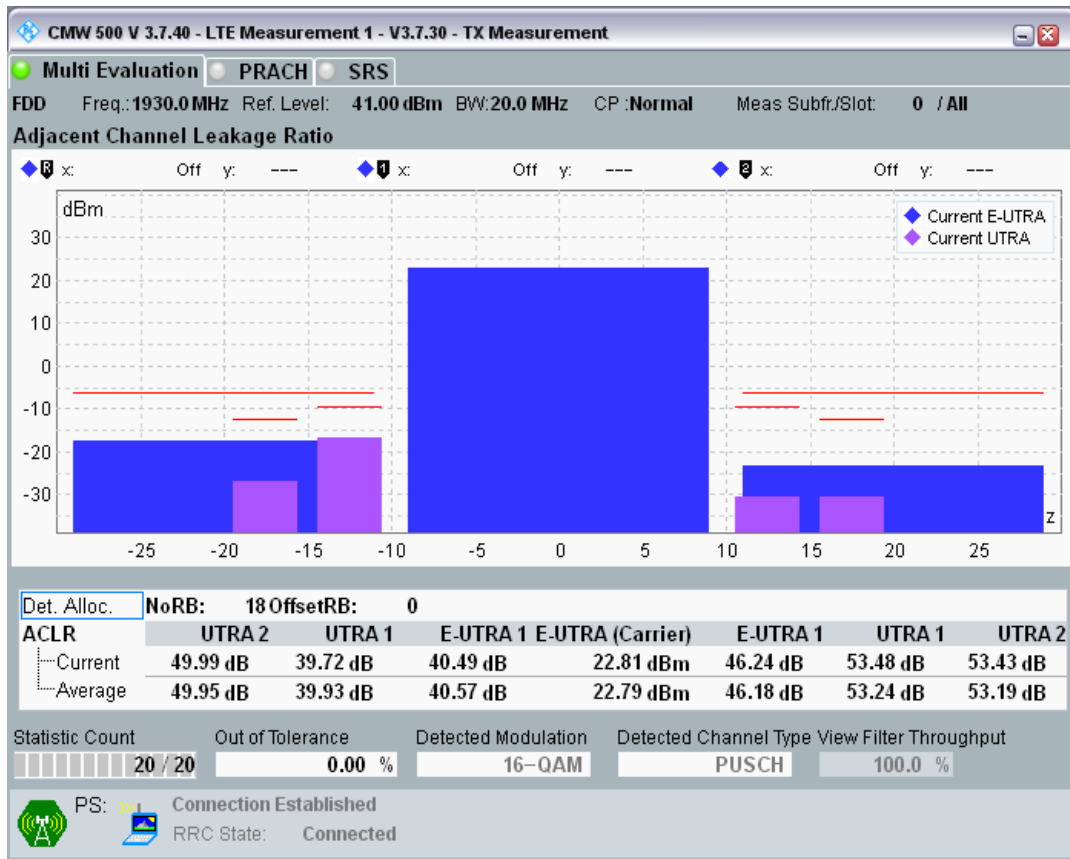 CMW 500 V 3.7.40 - LTE Measurement 1 - V3.7.30 - TX Measurement
Multi Evaluation PRACH SRS
FDD Freq.: 1930.0 MHz Ref. Level: 41.00 dBm BW: 20.0 MHz CP :Normal Meas Subfr./Slot: 0 / All
Adjacent Channel Leakage Ratio
R x: Off y: --- 1 x: Off y: --- 2 x: Off y: ---
dBm
Current E-UTRA
Current UTRA
30
20
10
0
-10
-20
-30
z
-25 -20 -15 -10 -5 0 5 10 15 20 25
Det. Alloc. NoRB: 18 OffsetRB: 0
ACLR UTRA 2 UTRA 1 E-UTRA 1 E-UTRA (Carrier) E-UTRA 1 UTRA 1 UTRA 2
Current 49.99 dB 39.72 dB 40.49 dB 22.81 dBm 46.24 dB 53.48 dB 53.43 dB
Average 49.95 dB 39.93 dB 40.57 dB 22.79 dBm 46.18 dB 53.24 dB 53.19 dB
Statistic Count Out of Tolerance Detected Modulation Detected Channel Type View Filter Throughput
20 / 20 0.00 % 16-QAM PUSCH 100.0 %
PS: Connection Established
RRC State: Connected